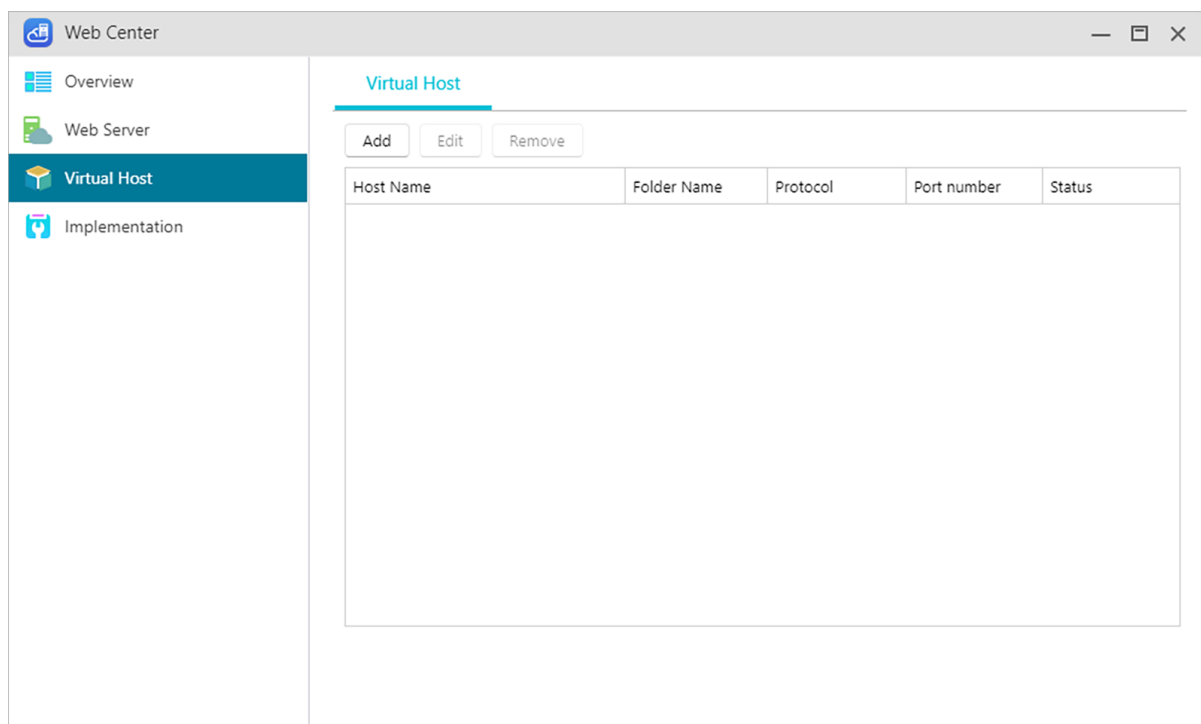 Web Center
Overview
Web Server
Virtual Host
Implementation
Virtual Host
Add Edit Remove
Host Name Folder Name Protocol Port number Status